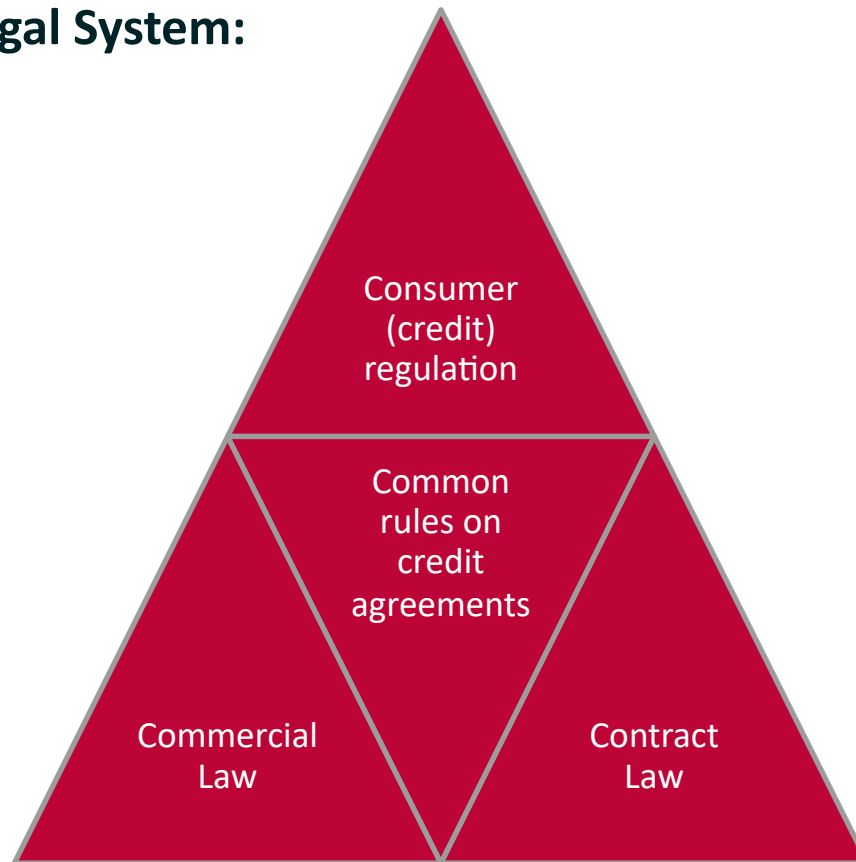 gal System:
Consumer
(credit)
regulation
Common
rules on
credit
agreements
Commercial
Law
Contract
Law